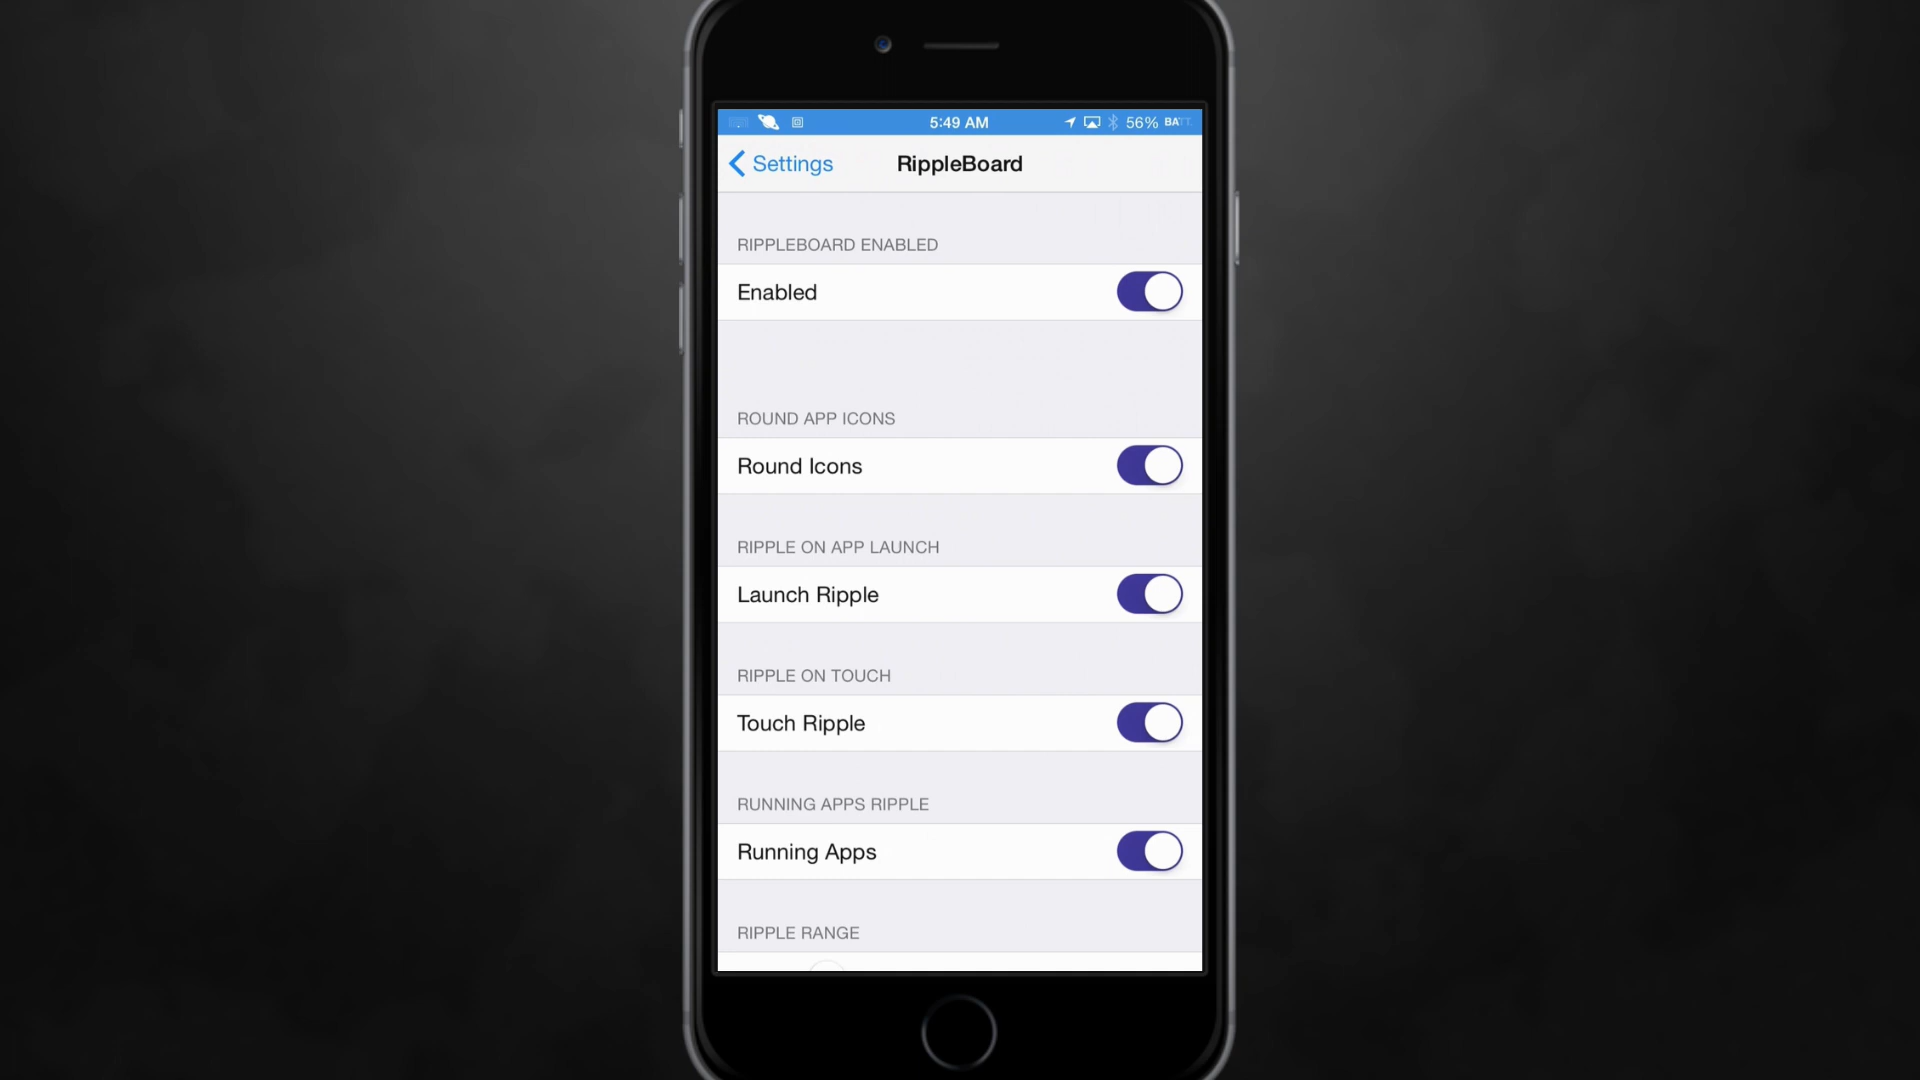 5:49 AM
56%
Settings
RippleBoard
RIPPLEBOARD ENABLED
Enabled
ROUND APP ICONS
Round Icons
RIPPLE ON APP LAUNCH
Launch Ripple
RIPPLE ON TOUCH
Touch Ripple
RUNNING APPS RIPPLE
Running Apps
RIPPLE RANGE